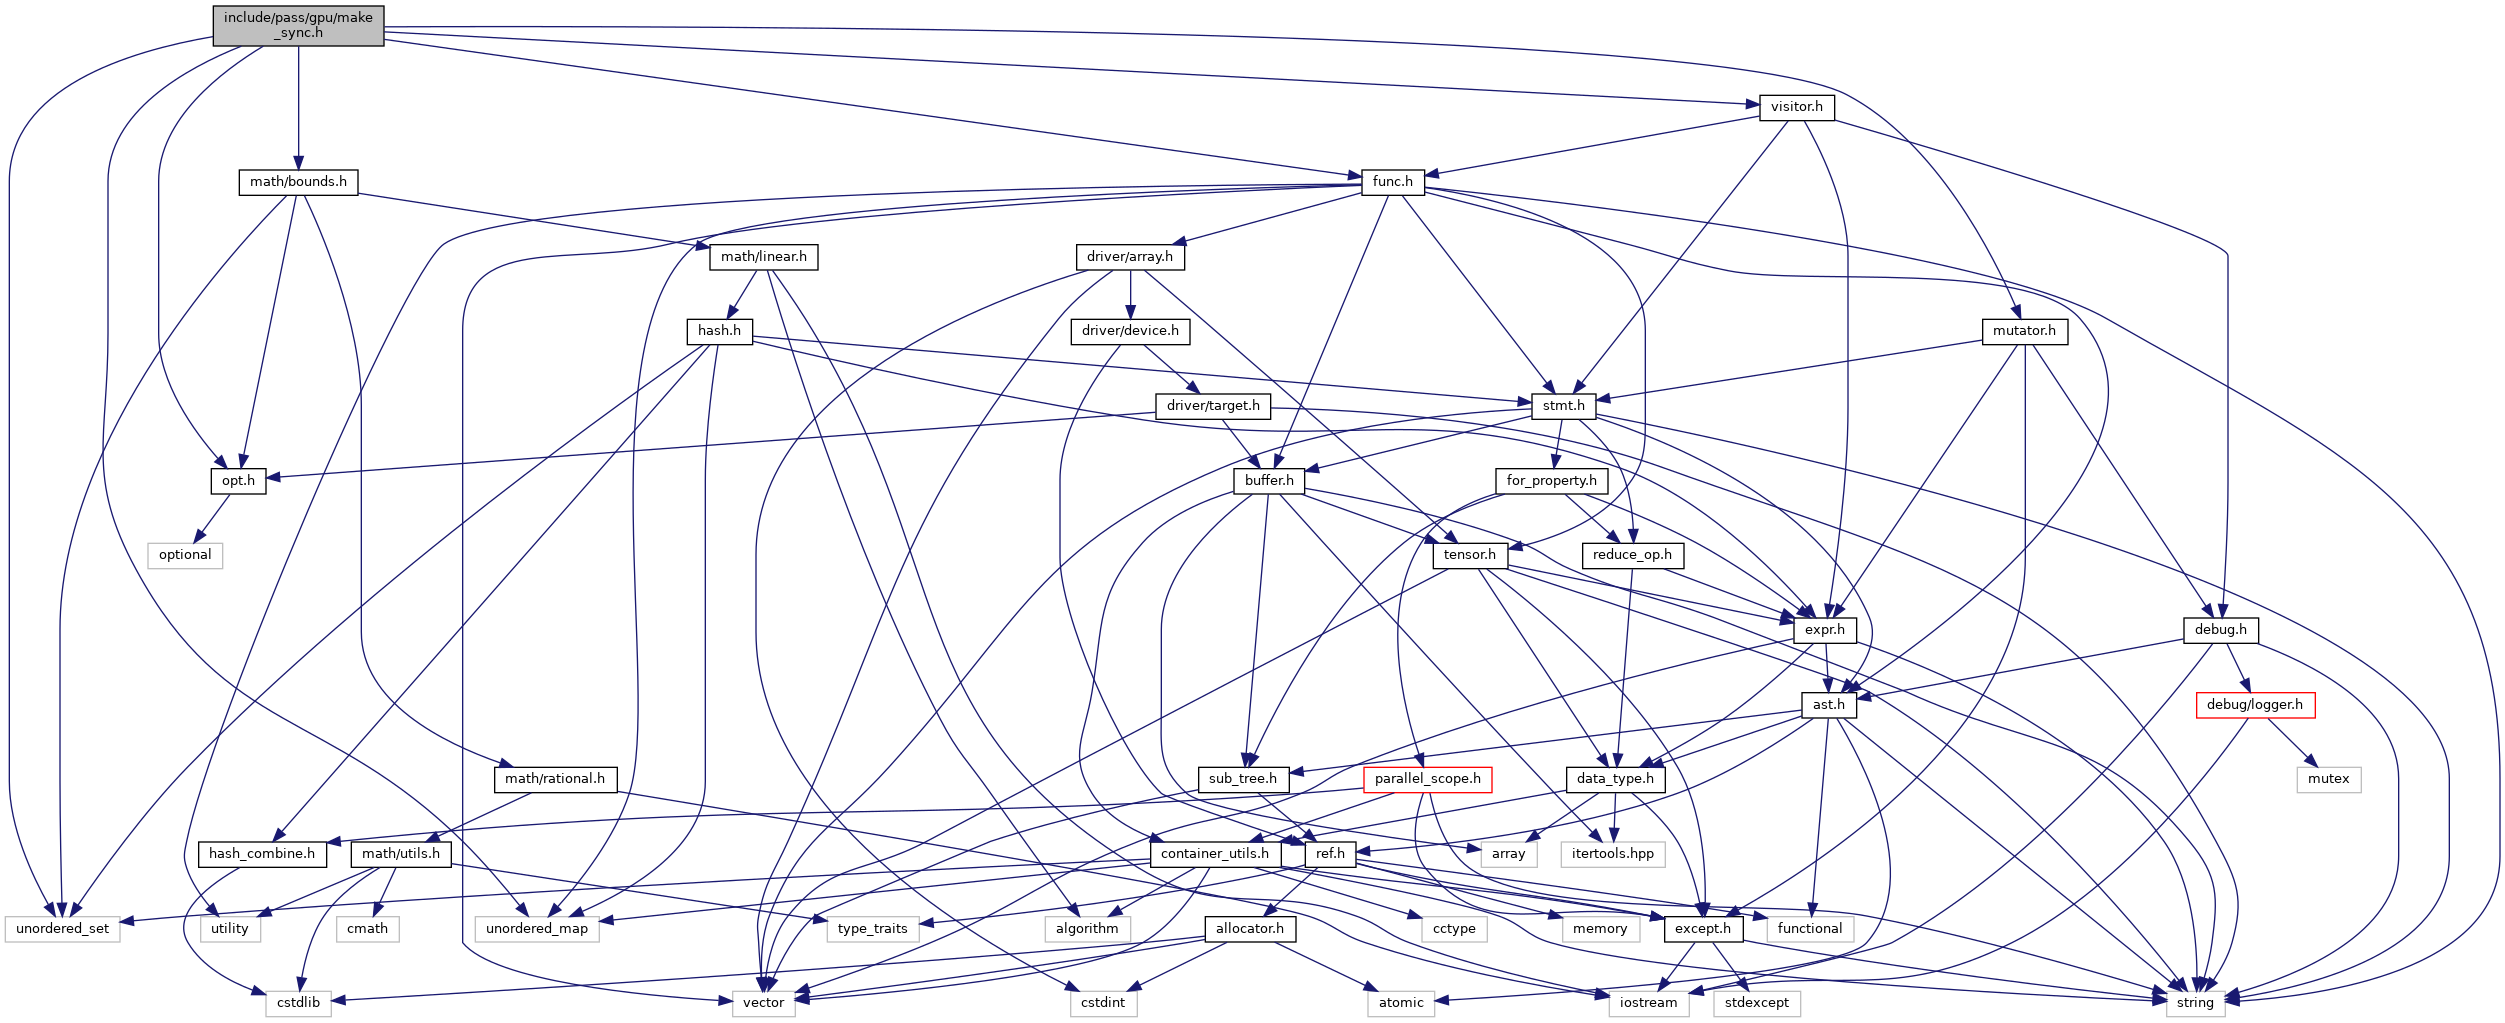 include/pass/gpu/make
_sync.h
visitor.h
math/bounds.h
func.h
math/linear.h
driver/array.h
hash.h
driver/device.h
mutator.h
driver/target.h
stmt.h
opt.h
buffer.h
for_property.h
optional
tensor.h
reduce_op.h
expr.h
debug.h
ast.h
debug/logger.h
math/rational.h
sub_tree.h
parallel_scope.h
data_type.h
mutex
hash_combine.h
math/utils.h
container_utils.h
ref.h
array
itertools.hpp
unordered_set
utility
cmath
unordered_map
type_traits
algorithm
allocator.h
cctype
memory
except.h
functional
cstdlib
vector
cstdint
atomic
iostream
stdexcept
string